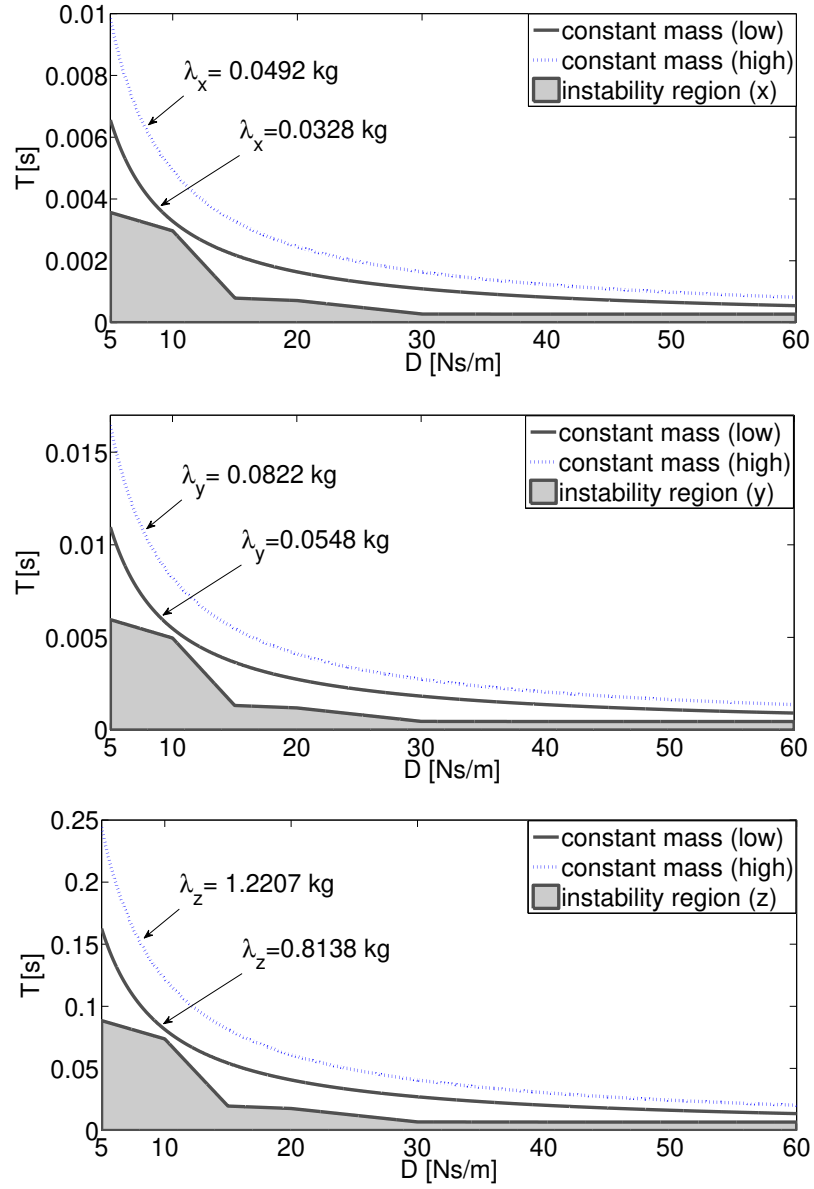 0.01
0.008
0.006
0.004
0.002
0
T[s]
constant mass (low)
constant mass (high)
instability region (x)
λx= 0.0492 kg
λx=0.0328 kg
5 10 20 30 40 50 60
D [Ns/m]
0.015
0.01
0.005
0
T[s]
constant mass (low)
constant mass (high)
instability region (y)
λy= 0.0822 kg
λy=0.0548 kg
5 10 20 30 40 50 60
D [Ns/m]
0.25
0.2
0.15
0.1
0.05
0
T[s]
constant mass (low)
constant mass (high)
instability region (z)
λz= 1.2207 kg
λz=0.8138 kg
5 10 20 30 40 50 60
D [Ns/m]